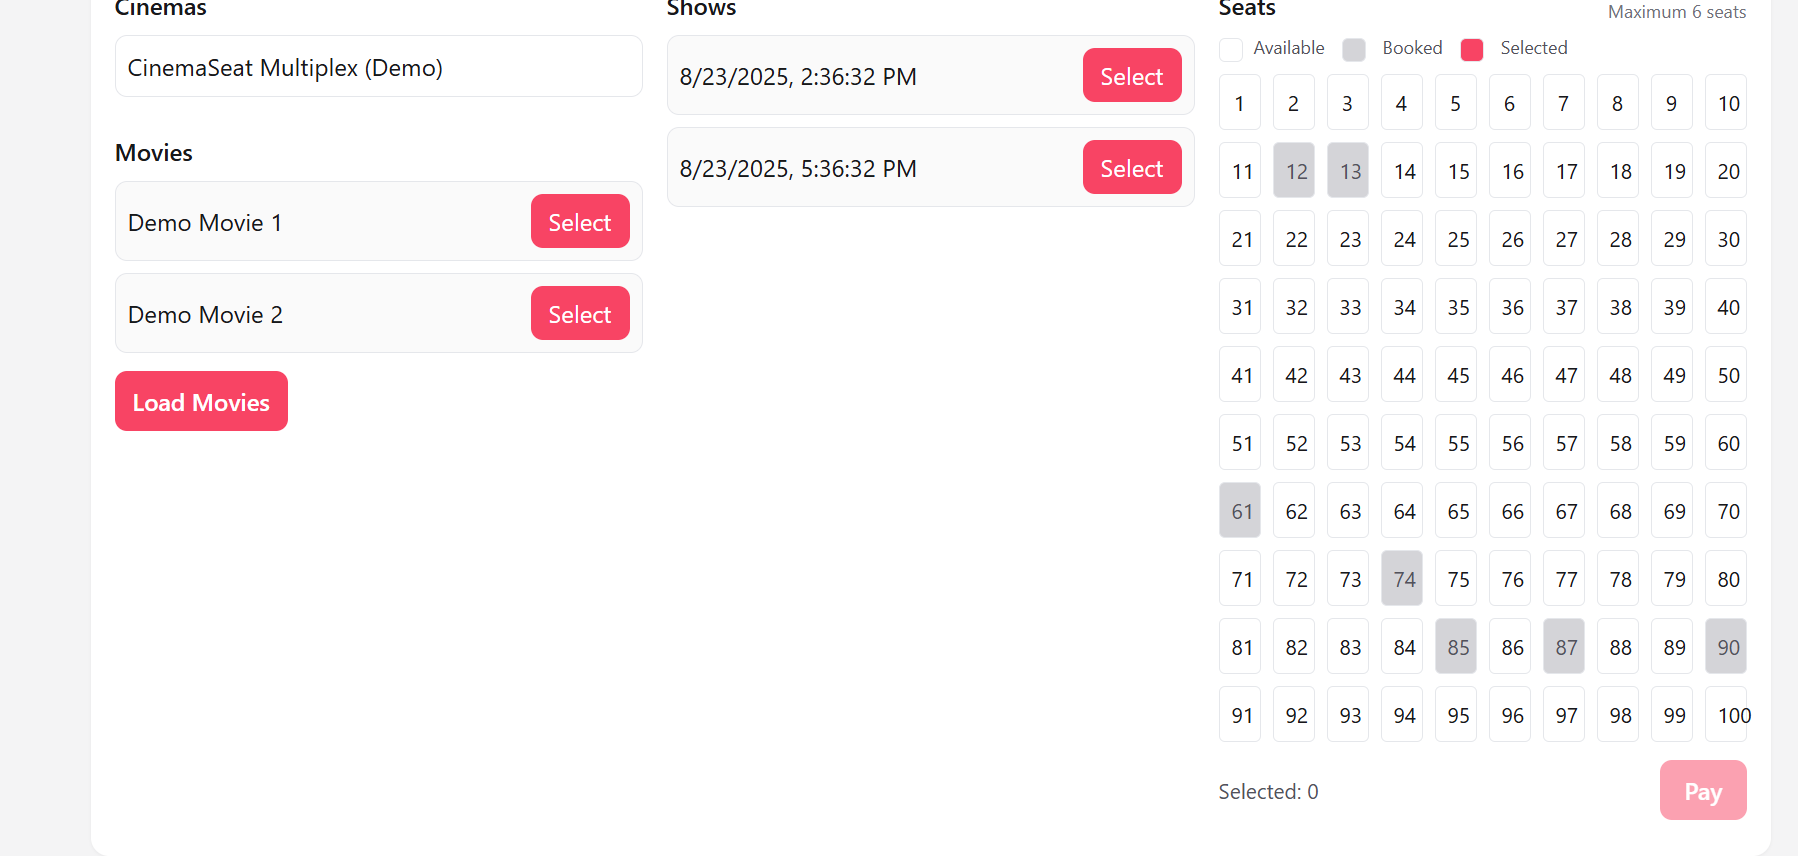 Cinemas
CinemaSeat Multiplex (Demo)
Movies
Demo Movie 1
Select
Demo Movie 2
Select
Load Movies
Shows
8/23/2025, 2:36:32 PM
Select
8/23/2025, 5:36:32 PM
Select
Seats
Maximum 6 seats
Available Booked Selected
1 2 3 4 5 6 7 8 9 10
11 12 13 14 15 16 17 18 19 20
21 22 23 24 25 26 27 28 29 30
31 32 33 34 35 36 37 38 39 40
41 42 43 44 45 46 47 48 49 50
51 52 53 54 55 56 57 58 59 60
61 62 63 64 65 66 67 68 69 70
71 72 73 74 75 76 77 78 79 80
81 82 83 84 85 86 87 88 89 90
91 92 93 94 95 96 97 98 99 100
Selected: 0
Pay